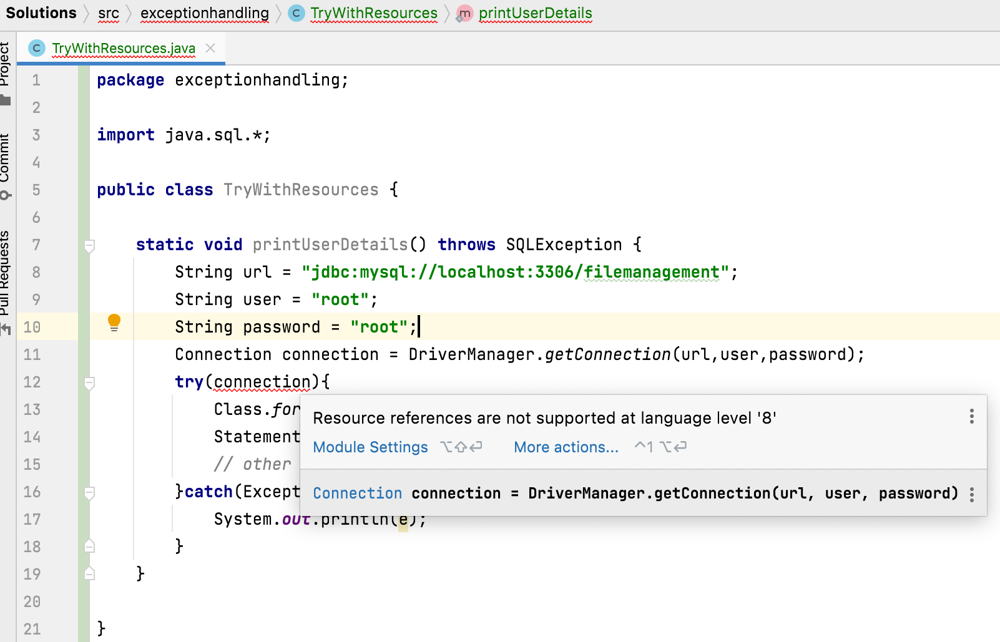 Solutions src exceptionhandling C TryWithResources m printUserDetails
C TryWithResources.java
Project
Commit
Pull Requests
1 package exceptionhandling;
2
3 import java.sql.*;
4
5 public class TryWithResources {
6
7 static void printUserDetails() throws SQLException {
8 String url = "jdbc:mysql://localhost:3306/filemanagement";
9 String user = "root";
10 String password = "root";
11 Connection connection = DriverManager.getConnection(url,user,password);
12 try(connection){
13 Class.for
14 Statement
15 // other
16 }catch(Except
17 System.out.println(e);
18 }
19 }
20
21 }
Resource references are not supported at language level '8'
Module Settings ⌥⇧⏎ More actions... ^1 ⌥⏎
Connection connection = DriverManager.getConnection(url, user, password)